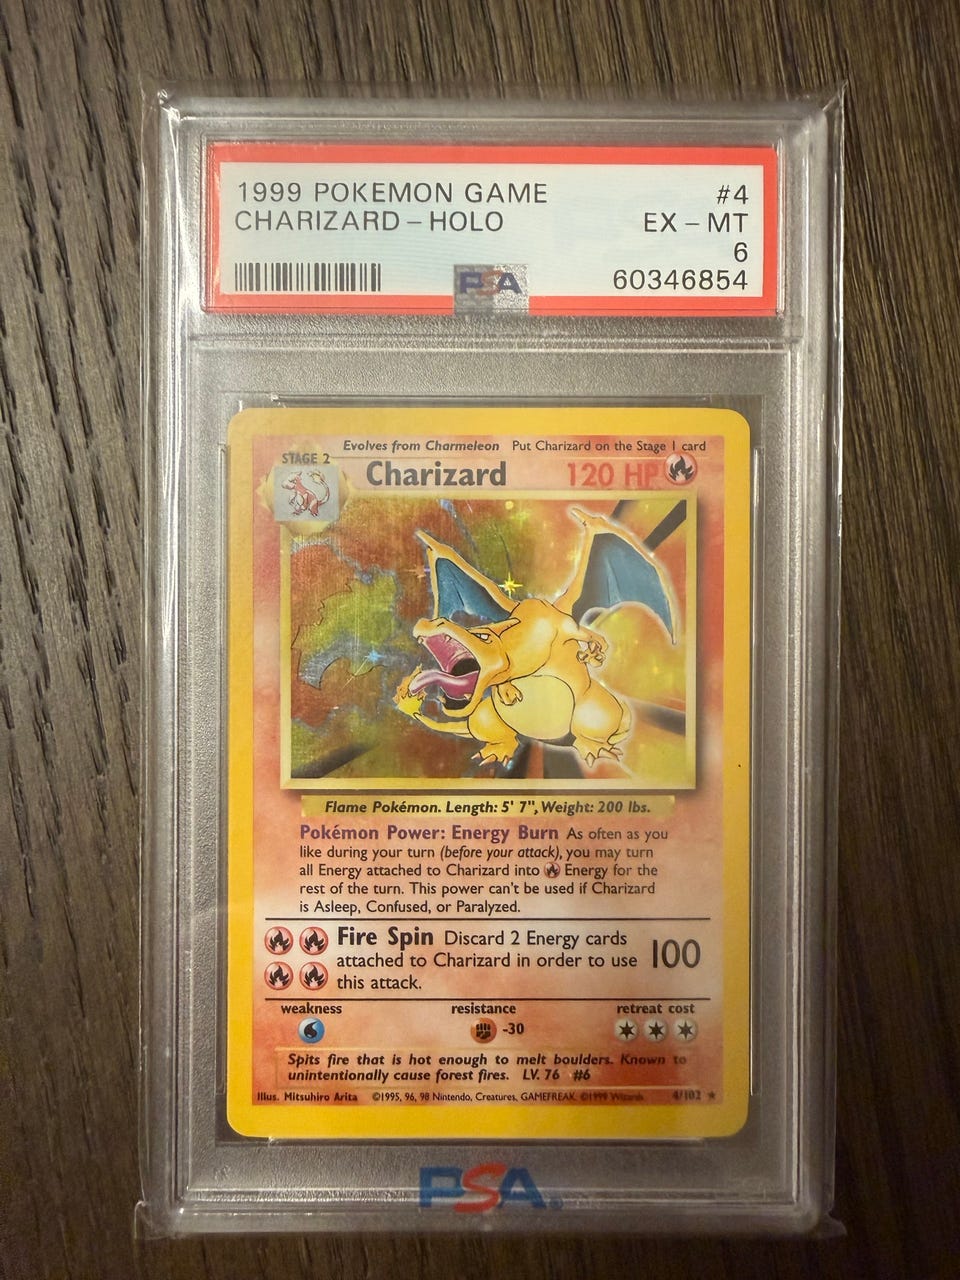 1999 POKEMON GAME #4
CHARIZARD – HOLO EX – MT
6
60346854
PSA
Evolves from Charmeleon Put Charizard on the Stage 1 card
STAGE 2
Charizard 120 HP
Flame Pokémon. Length: 5' 7", Weight: 200 lbs.
Pokémon Power: Energy Burn As often as you
like during your turn (before your attack), you may turn
all Energy attached to Charizard into Energy for the
rest of the turn. This power can't be used if Charizard
is Asleep, Confused, or Paralyzed.
Fire Spin Discard 2 Energy cards
attached to Charizard in order to use 100
this attack.
weakness resistance retreat cost
-30
Spits fire that is hot enough to melt boulders. Known to
unintentionally cause forest fires. LV. 76 #6
Illus. Mitsuhiro Arita ©1995, 96, 98 Nintendo, Creatures, GAMEFREAK. ©1999 Wizards. 4/102 ★
PSA®